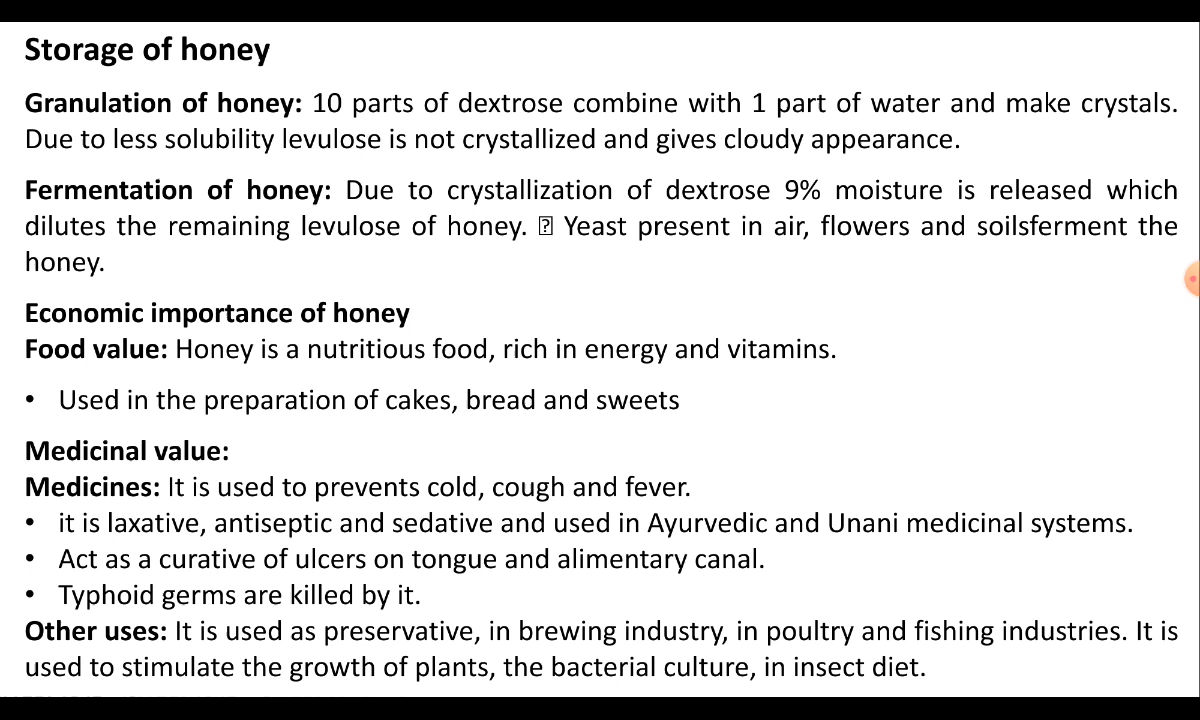 Storage of honey
Granulation of honey: 10 parts of dextrose combine with 1 part of water and make crystals.
Due to less solubility levulose is not crystallized and gives cloudy appearance.
Fermentation of honey: Due to crystallization of dextrose 9% moisture is released which
dilutes the remaining levulose of honey. ⍰ Yeast present in air, flowers and soilsferment the
honey.
Economic importance of honey
Food value: Honey is a nutritious food, rich in energy and vitamins.
• Used in the preparation of cakes, bread and sweets
Medicinal value:
Medicines: It is used to prevents cold, cough and fever.
• it is laxative, antiseptic and sedative and used in Ayurvedic and Unani medicinal systems.
• Act as a curative of ulcers on tongue and alimentary canal.
• Typhoid germs are killed by it.
Other uses: It is used as preservative, in brewing industry, in poultry and fishing industries. It is
used to stimulate the growth of plants, the bacterial culture, in insect diet.